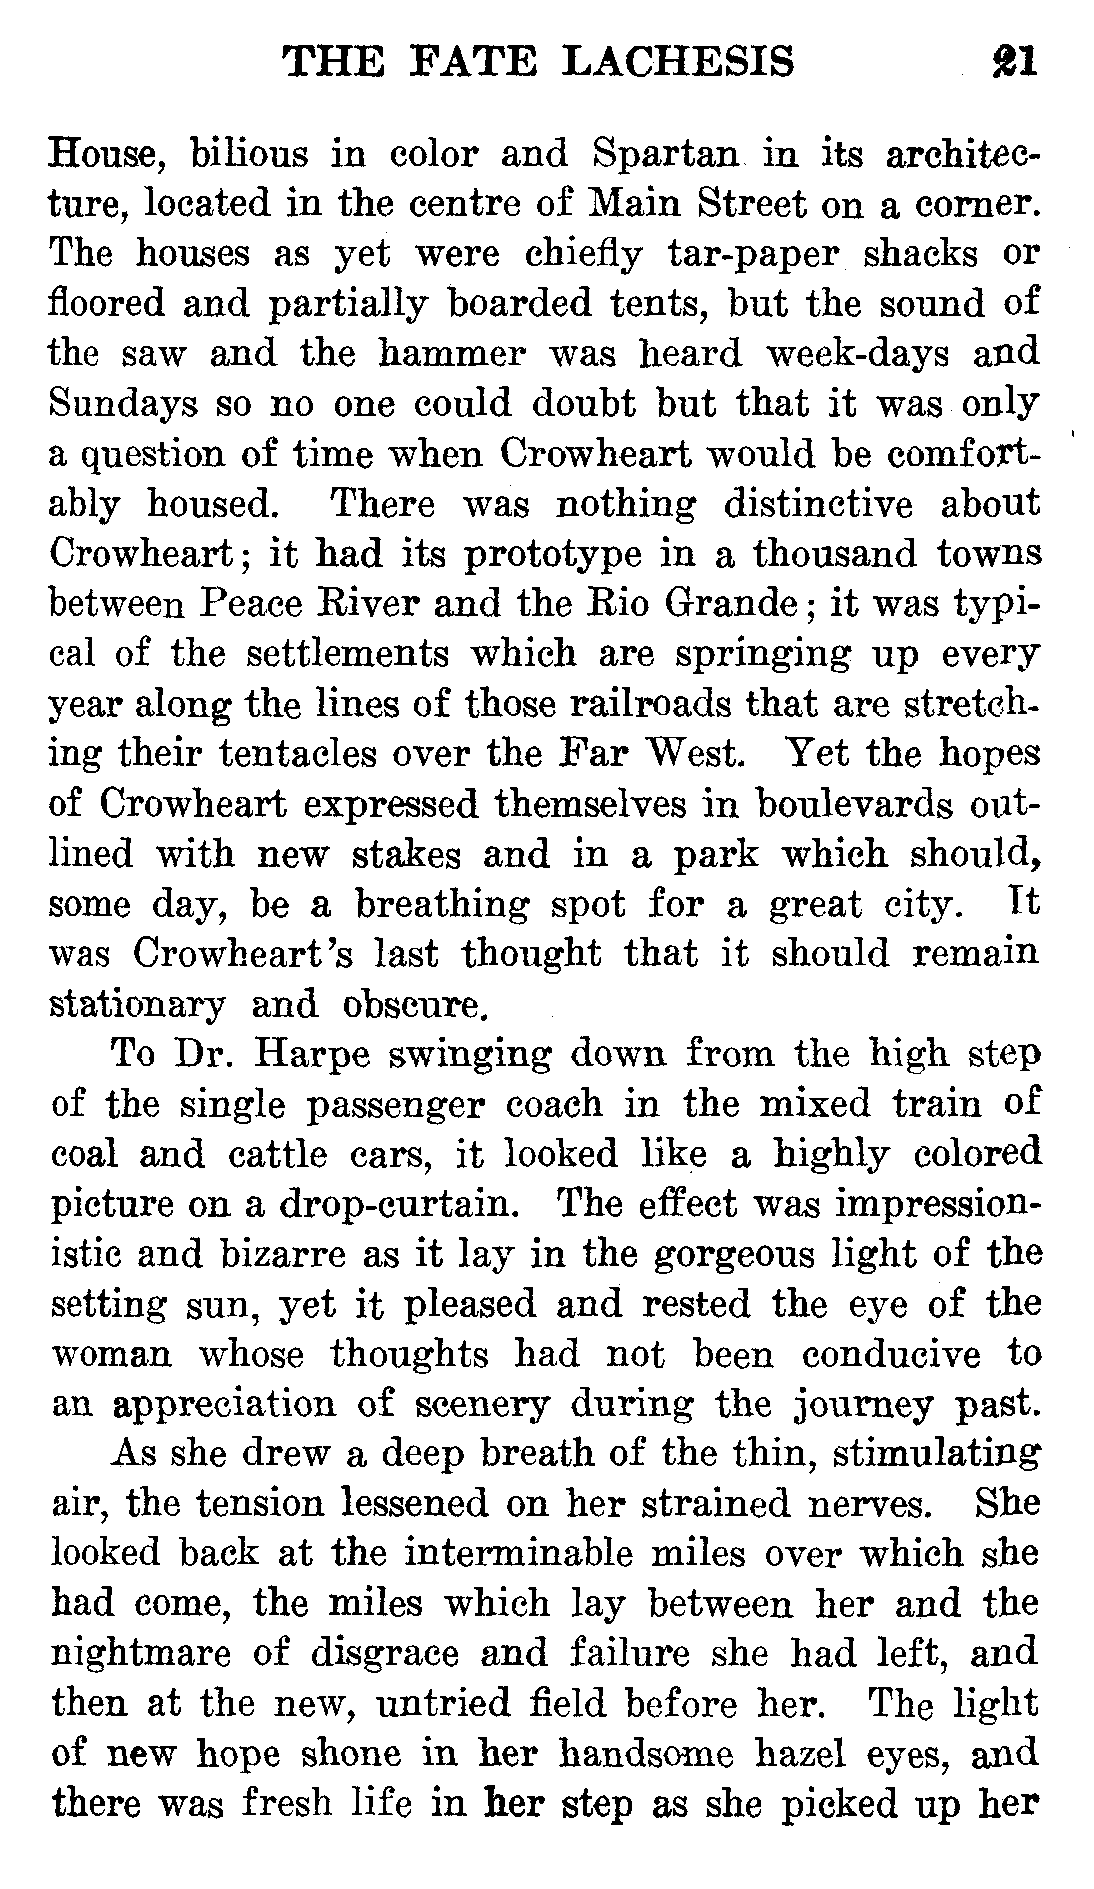 THE FATE LACHESIS 21
House, bilious in color and Spartan in its architec-
ture, located in the centre of Main Street on a corner.
The houses as yet were chiefly tar-paper shacks or
floored and partially boarded tents, but the sound of
the saw and the hammer was heard week-days and
Sundays so no one could doubt but that it was only
a question of time when Crowheart would be comfort-
ably housed. There was nothing distinctive about
Crowheart; it had its prototype in a thousand towns
between Peace River and the Rio Grande; it was typi-
cal of the settlements which are springing up every
year along the lines of those railroads that are stretch-
ing their tentacles over the Far West. Yet the hopes
of Crowheart expressed themselves in boulevards out-
lined with new stakes and in a park which should,
some day, be a breathing spot for a great city. It
was Crowheart's last thought that it should remain
stationary and obscure.
To Dr. Harpe swinging down from the high step
of the single passenger coach in the mixed train of
coal and cattle cars, it looked like a highly colored
picture on a drop-curtain. The effect was impression-
istic and bizarre as it lay in the gorgeous light of the
setting sun, yet it pleased and rested the eye of the
woman whose thoughts had not been conducive to
an appreciation of scenery during the journey past.
As she drew a deep breath of the thin, stimulating
air, the tension lessened on her strained nerves. She
looked back at the interminable miles over which she
had come, the miles which lay between her and the
nightmare of disgrace and failure she had left, and
then at the new, untried field before her. The light
of new hope shone in her handsome hazel eyes, and
there was fresh life in her step as she picked up her